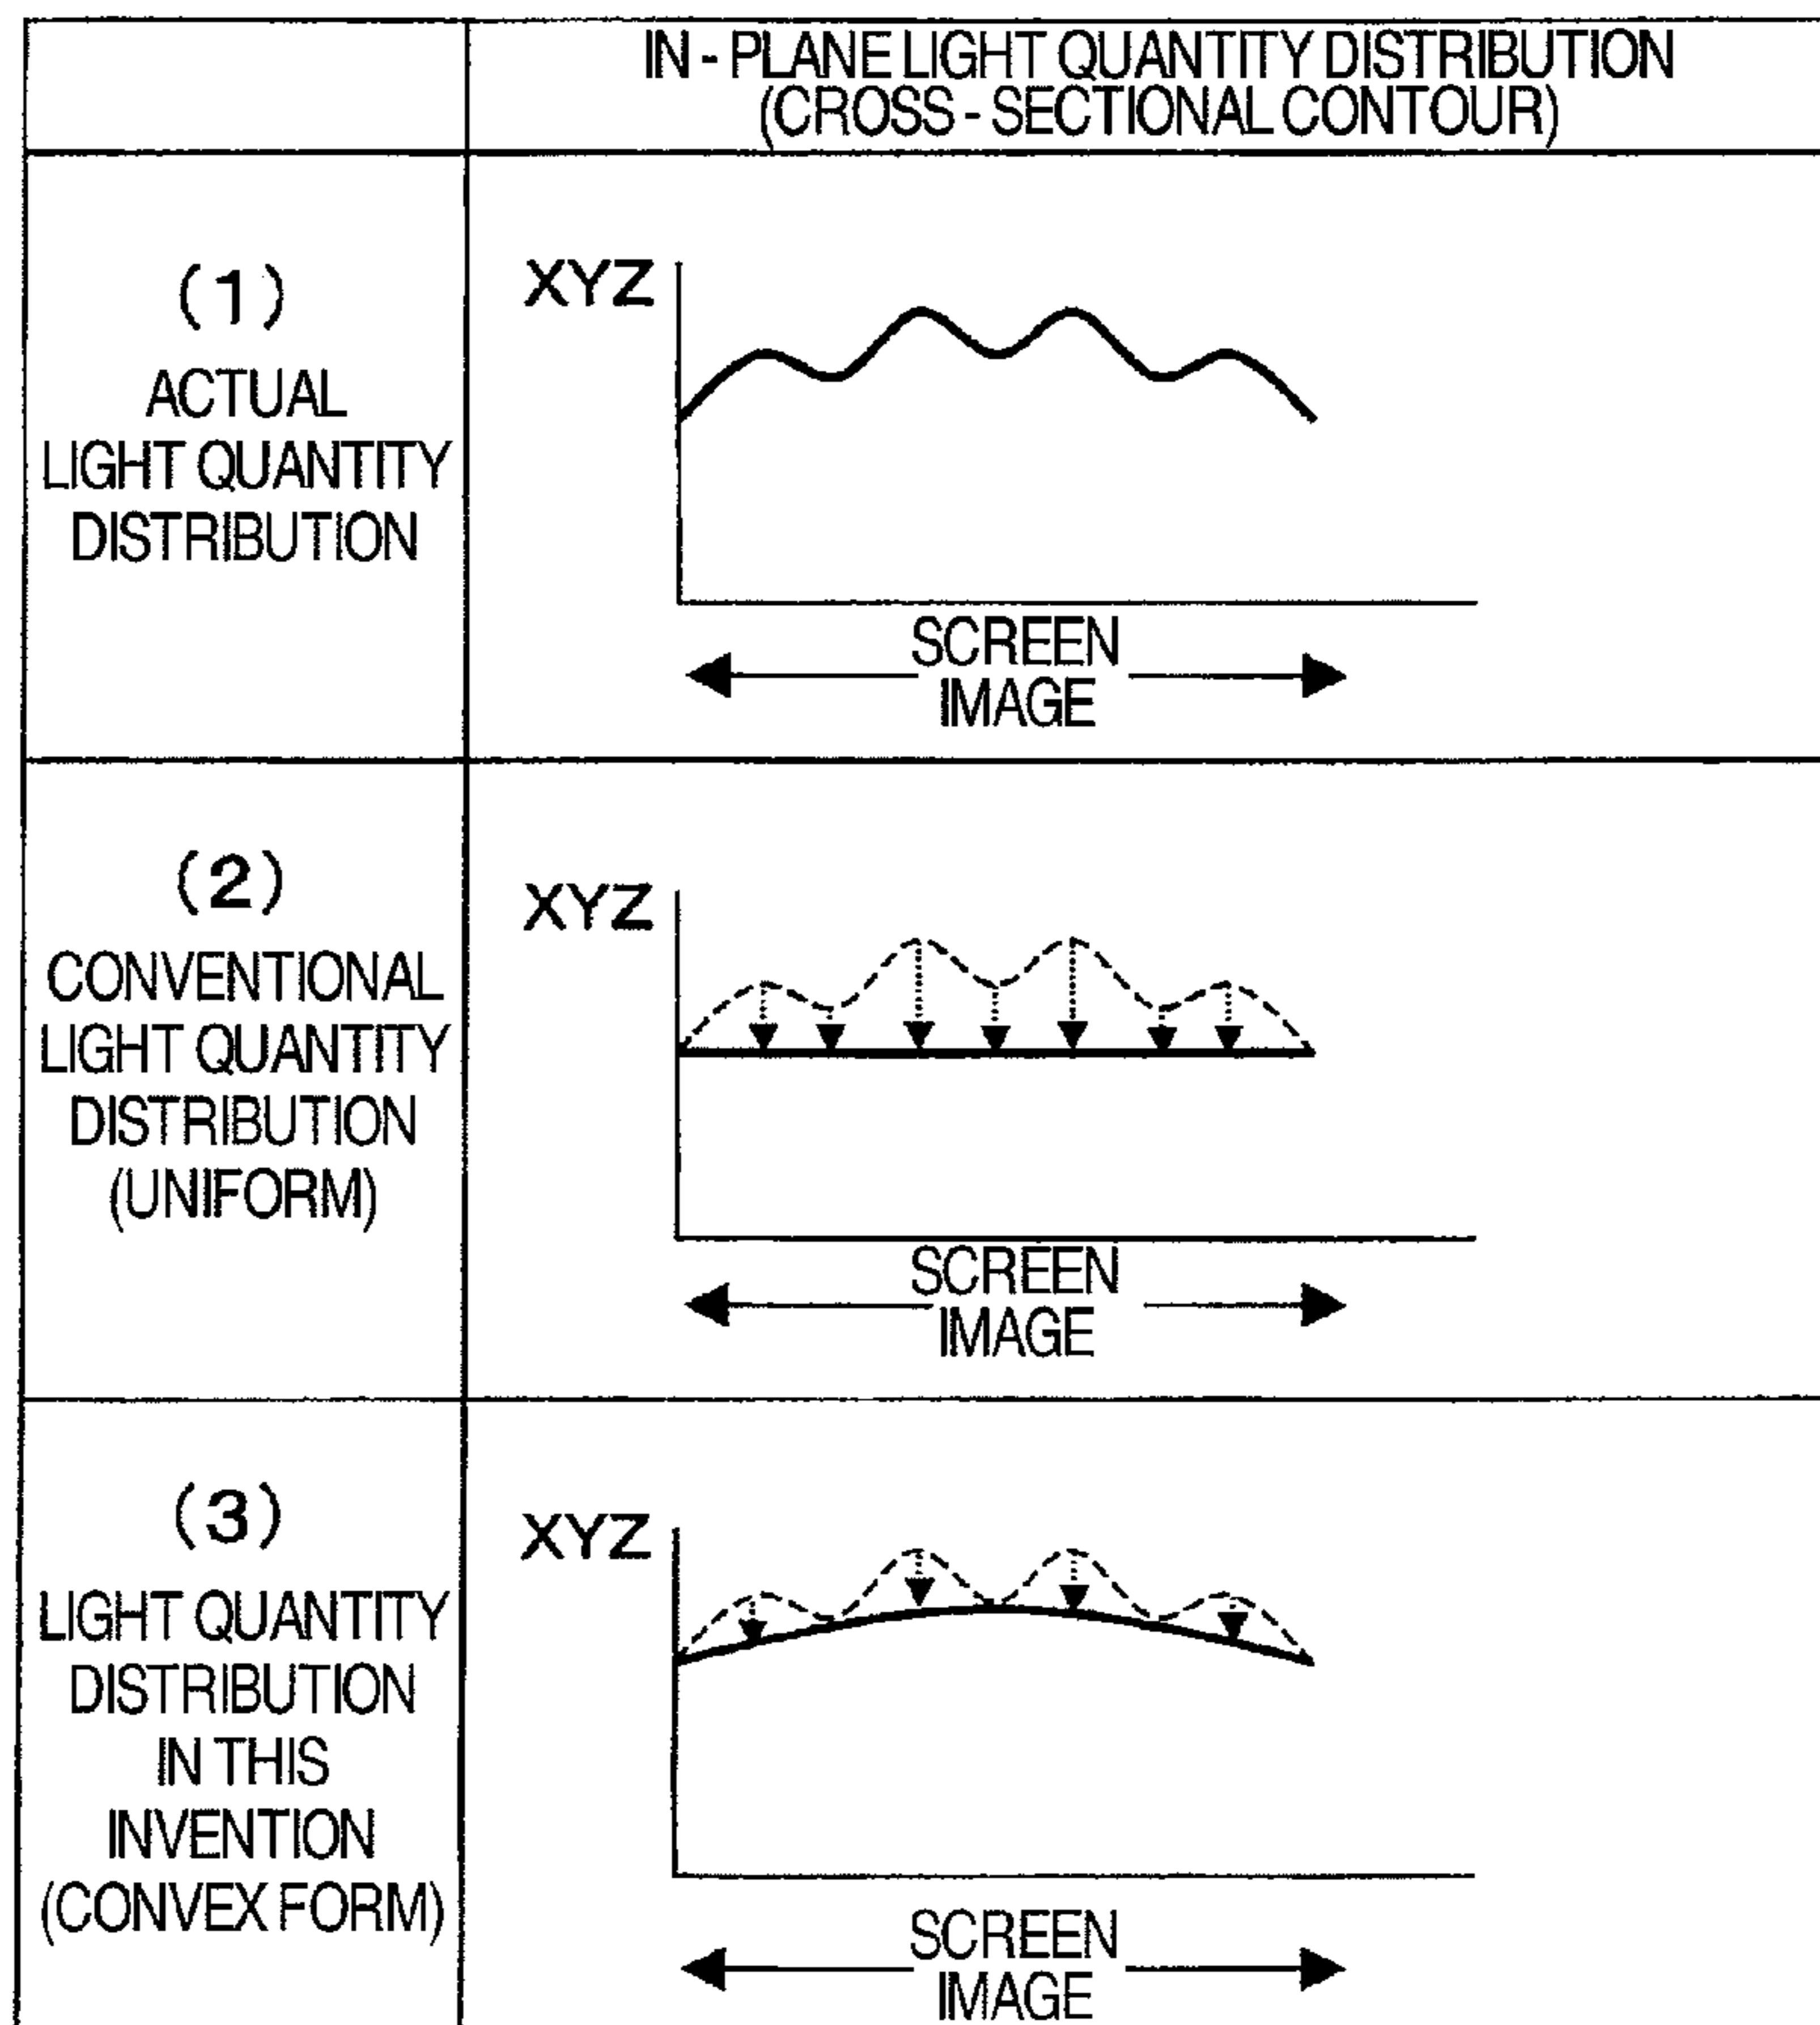 IN - PLANE LIGHT QUANTITY DISTRIBUTION
(CROSS - SECTIONAL CONTOUR)
(1)
ACTUAL
LIGHT QUANTITY
DISTRIBUTION
XYZ
SCREEN
IMAGE
(2)
CONVENTIONAL
LIGHT QUANTITY
DISTRIBUTION
(UNIFORM)
XYZ
SCREEN
IMAGE
(3)
LIGHT QUANTITY
DISTRIBUTION
IN THIS
INVENTION
(CONVEX FORM)
XYZ
SCREEN
IMAGE